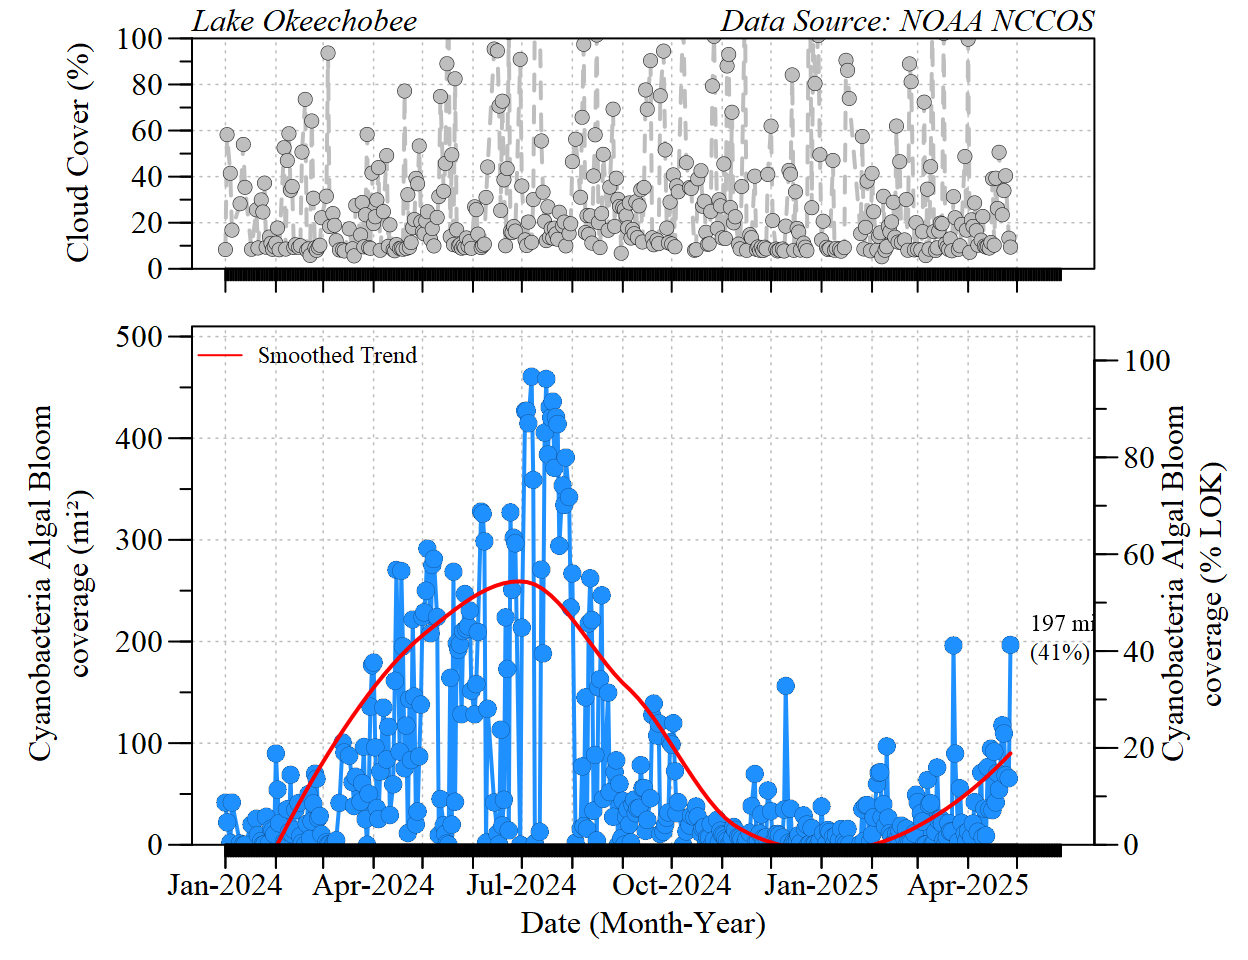 Lake Okeechobee Data Source: NOAA NCCOS
Cloud Cover (%)
100
80
60
40
20
0
Cyanobacteria Algal Bloom
coverage (mi²)
500
400
300
200
100
0
Smoothed Trend
197 mi
(41%)
100
80
60
40
20
0
Cyanobacteria Algal Bloom
coverage (% LOK)
Jan-2024 Apr-2024 Jul-2024 Oct-2024 Jan-2025 Apr-2025
Date (Month-Year)